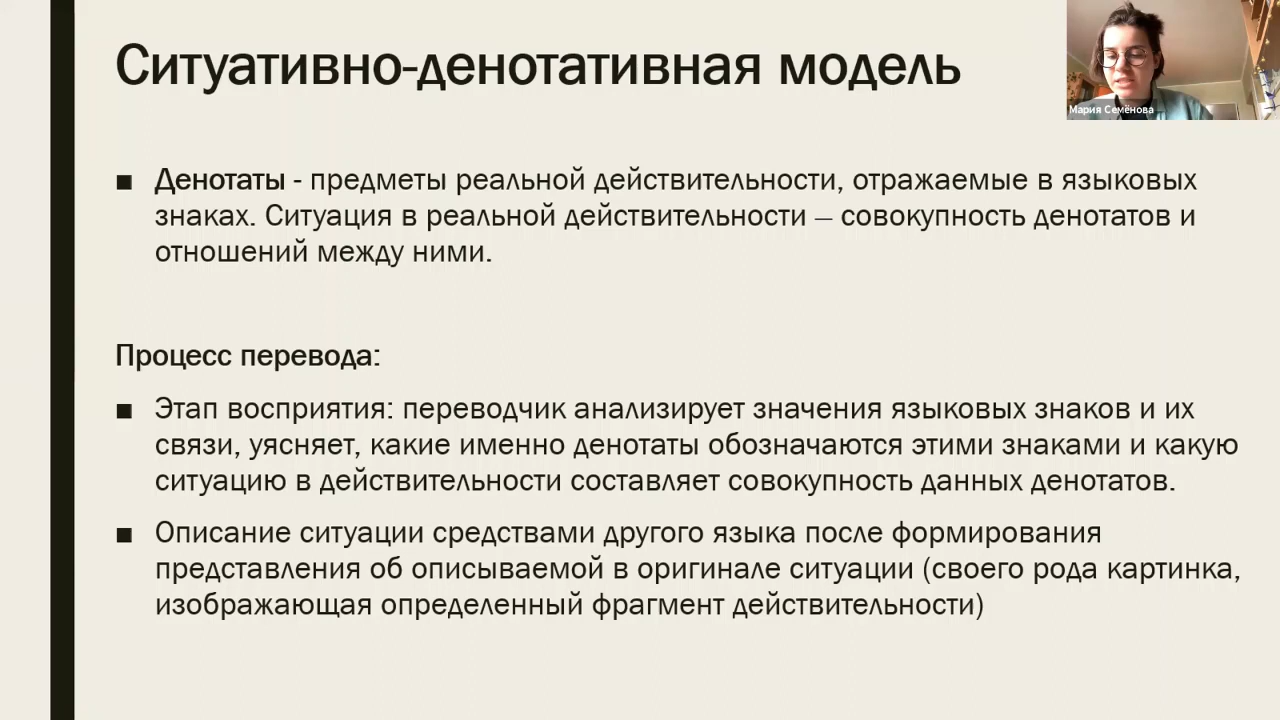 Ситуативно-денотативная модель
Мария Семёнова
■ Денотаты - предметы реальной действительности, отражаемые в языковых
знаках. Ситуация в реальной действительности – совокупность денотатов и
отношений между ними.
Процесс перевода:
■ Этап восприятия: переводчик анализирует значения языковых знаков и их
связи, уясняет, какие именно денотаты обозначаются этими знаками и какую
ситуацию в действительности составляет совокупность данных денотатов.
■ Описание ситуации средствами другого языка после формирования
представления об описываемой в оригинале ситуации (своего рода картинка,
изображающая определенный фрагмент действительности)